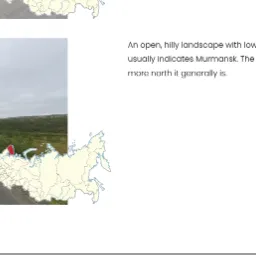 An open, hilly landscape with low
usually indicates Murmansk. The
more north it generally is.